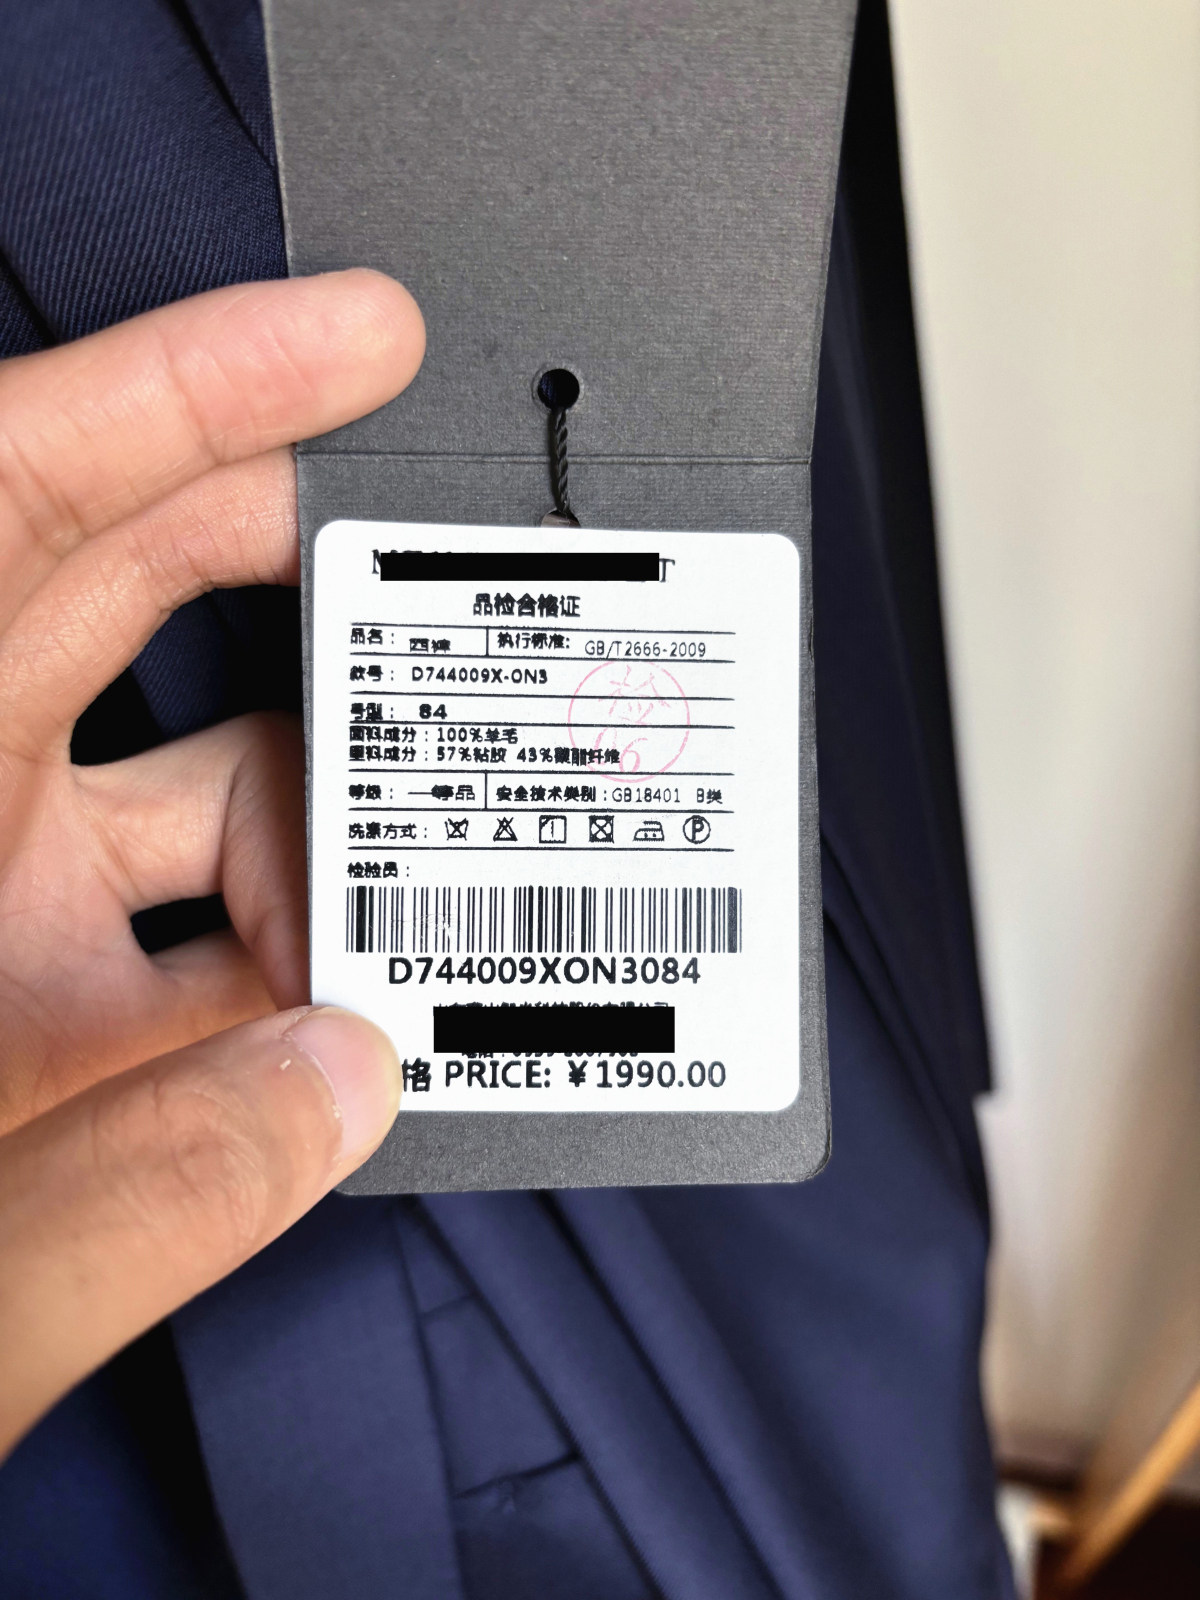 品检合格证
品名： 西裤 执行标准: GB/T2666-2009
款号： D744009X-ON3
号型： 84
面料成分：100%羊毛
里料成分：57%粘胶 43%聚酯纤维
等级： 一等品 安全技术类别：GB18401 B类
洗涤方式：
检验员：
D744009XON3084
格 PRICE: ¥1990.00
检